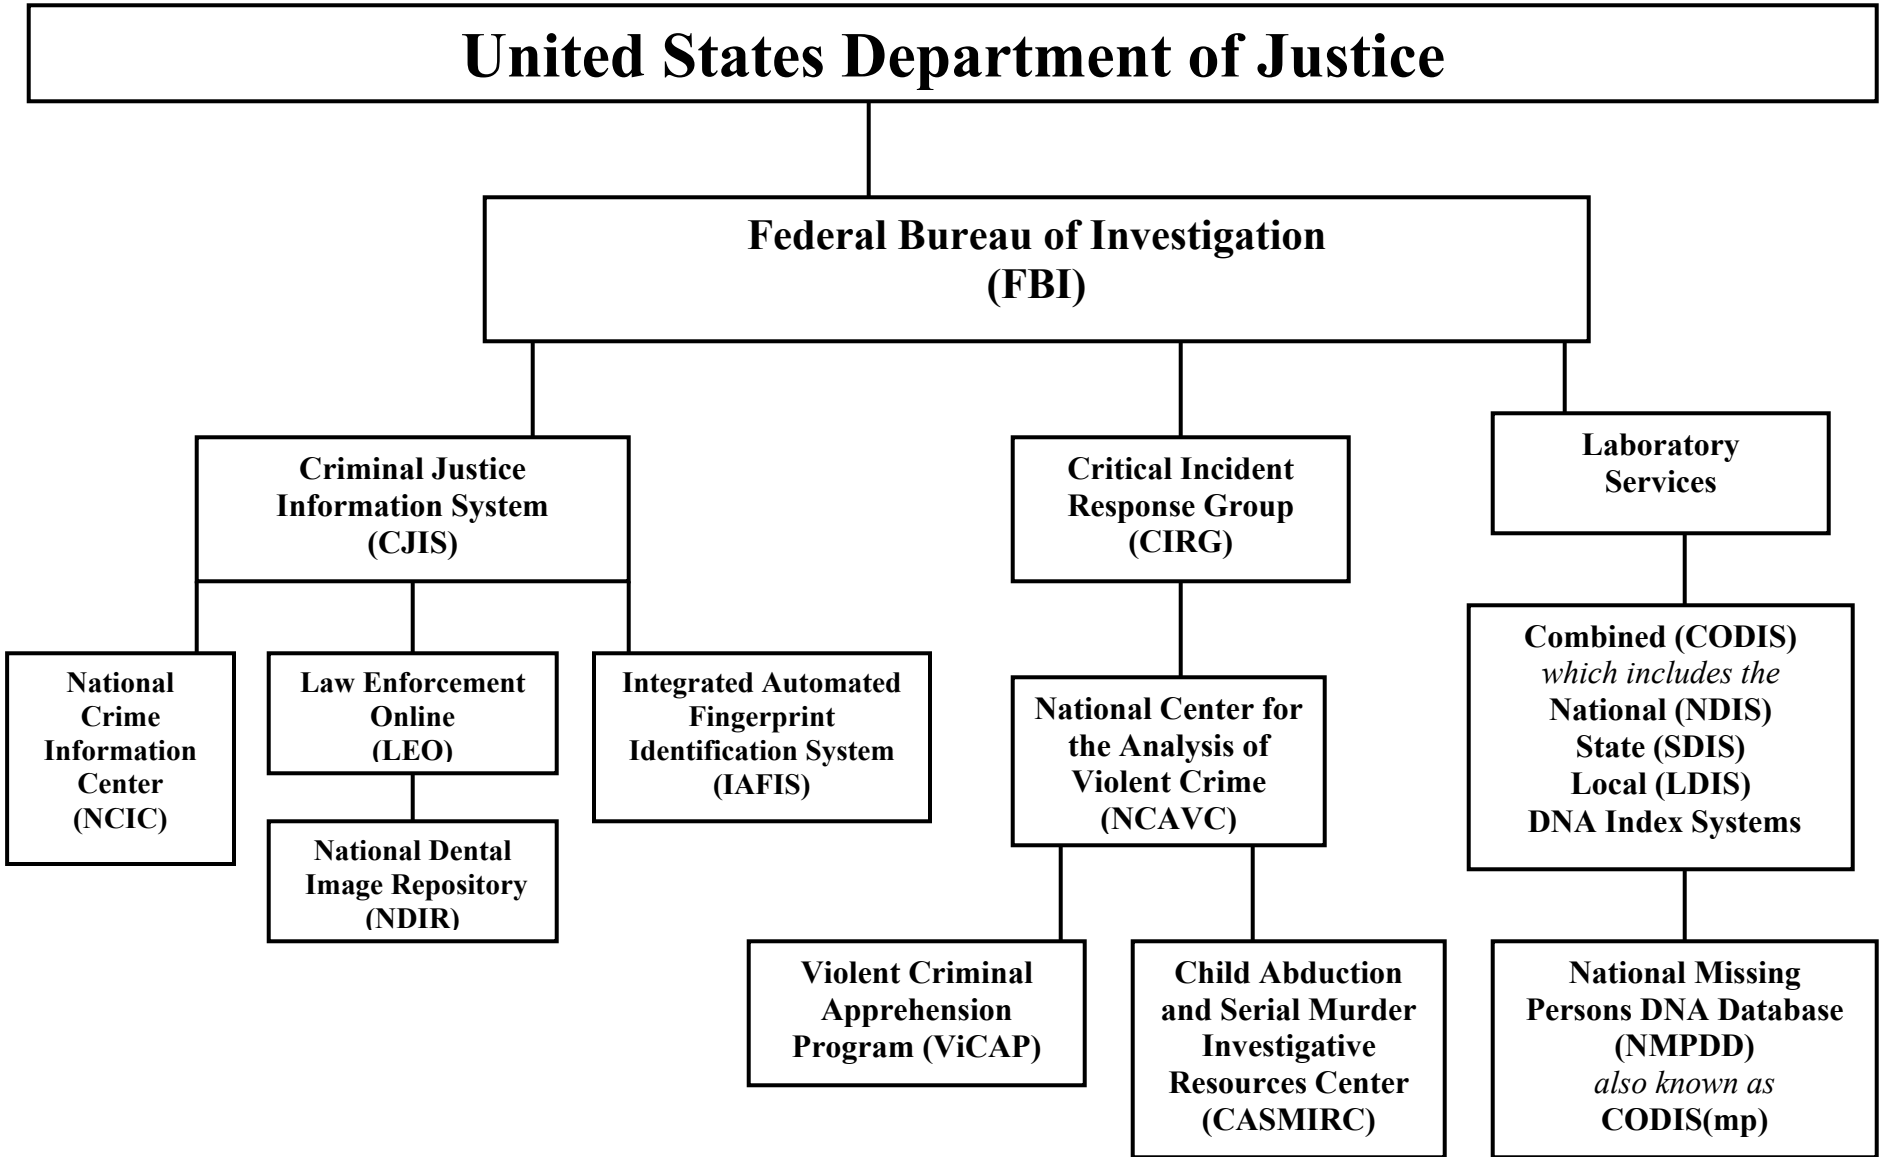 United States Department of Justice
Federal Bureau of Investigation
(FBI)
Criminal Justice
Information System
(CJIS)
Critical Incident
Response Group
(CIRG)
Laboratory
Services
National
Crime
Information
Center
(NCIC)
Law Enforcement
Online
(LEO)
Integrated Automated
Fingerprint
Identification System
(IAFIS)
National Center for
the Analysis of
Violent Crime
(NCAVC)
Combined (CODIS)
which includes the
National (NDIS)
State (SDIS)
Local (LDIS)
DNA Index Systems
National Dental
Image Repository
(NDIR)
Violent Criminal
Apprehension
Program (ViCAP)
Child Abduction
and Serial Murder
Investigative
Resources Center
(CASMIRC)
National Missing
Persons DNA Database
(NMPDD)
also known as
CODIS(mp)